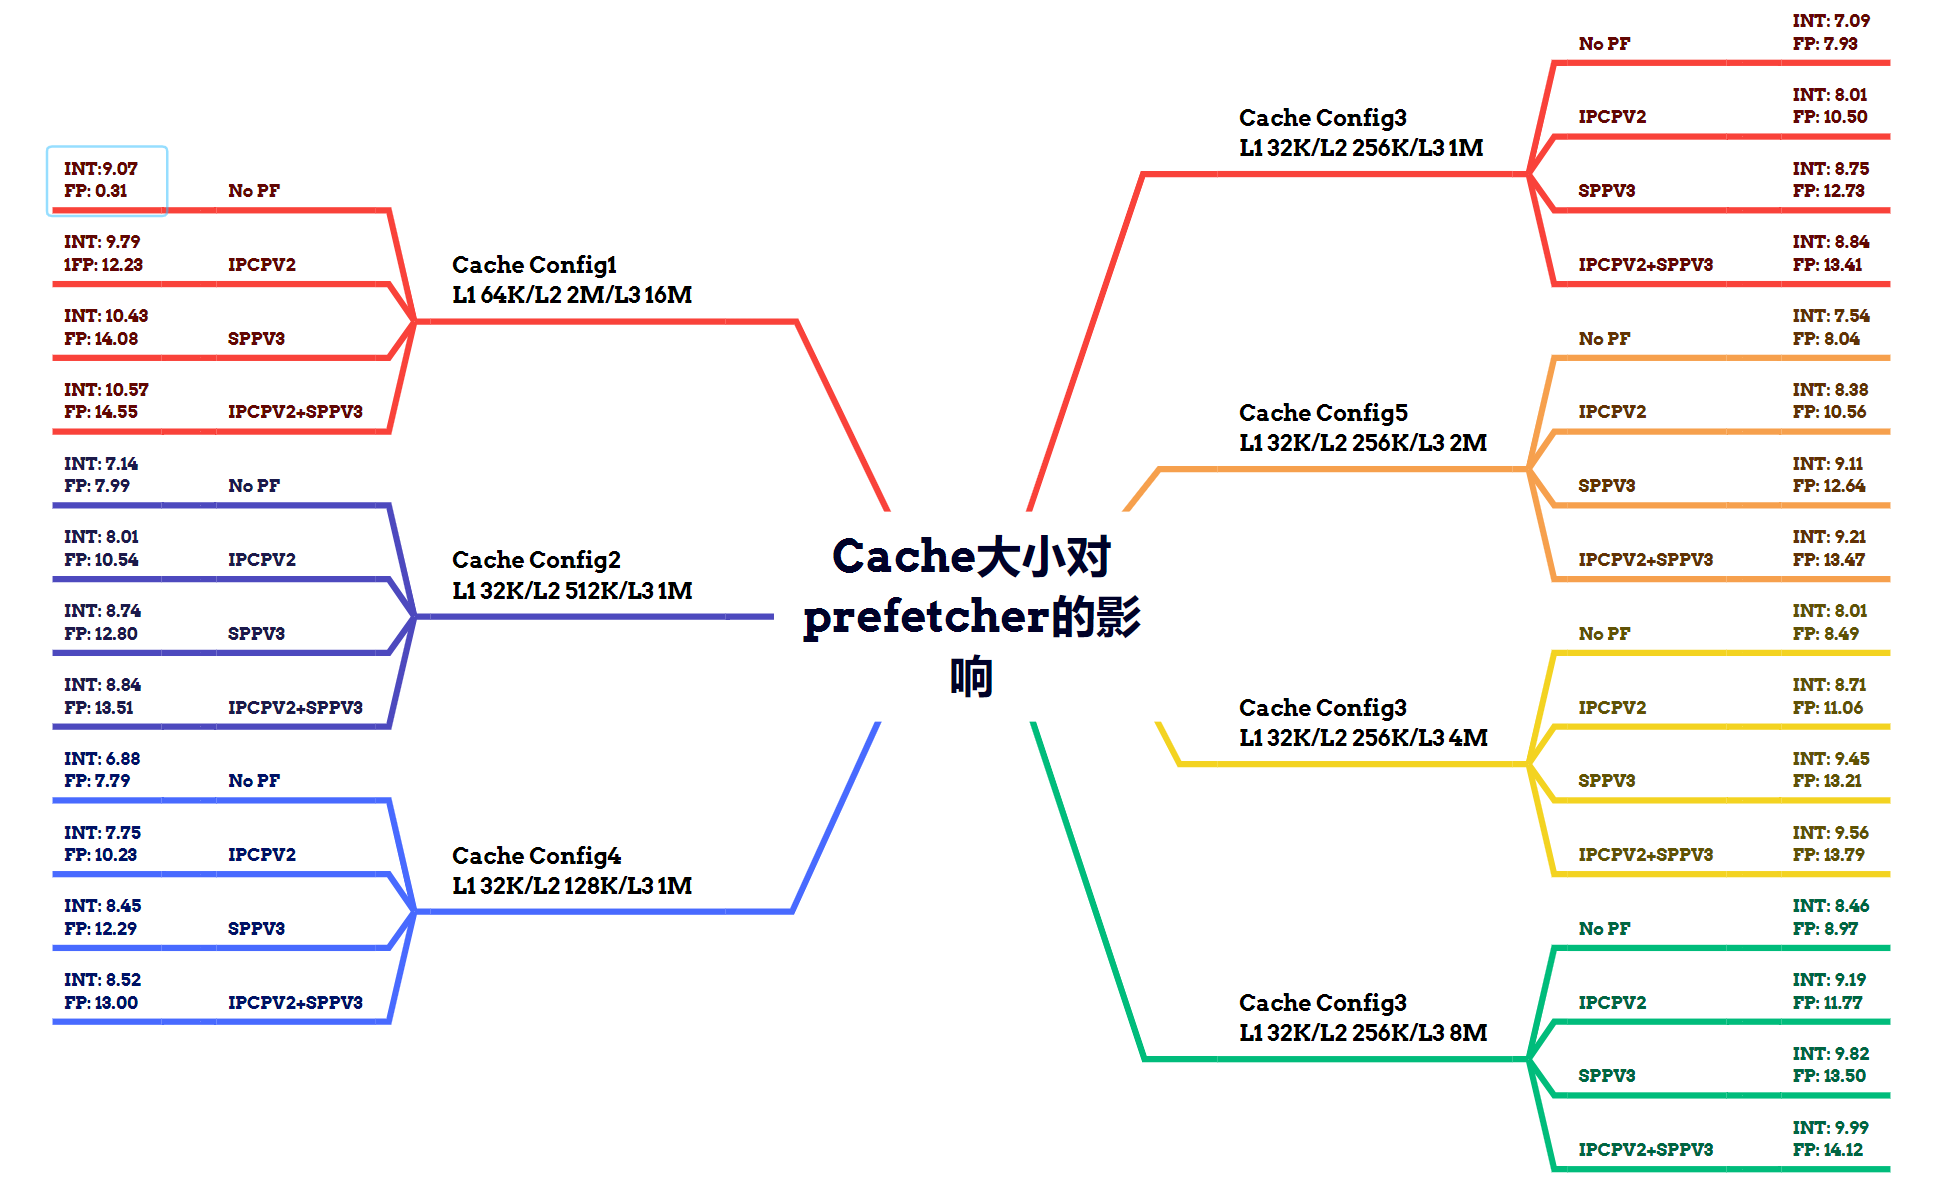 Cache大小对
prefetcher的影
响
Cache Config1
L1 64K/L2 2M/L3 16M
No PF
INT:9.07
FP: 0.31
IPCPV2
INT: 9.79
1FP: 12.23
SPPV3
INT: 10.43
FP: 14.08
IPCPV2+SPPV3
INT: 10.57
FP: 14.55
Cache Config2
L1 32K/L2 512K/L3 1M
No PF
INT: 7.14
FP: 7.99
IPCPV2
INT: 8.01
FP: 10.54
SPPV3
INT: 8.74
FP: 12.80
IPCPV2+SPPV3
INT: 8.84
FP: 13.51
Cache Config4
L1 32K/L2 128K/L3 1M
No PF
INT: 6.88
FP: 7.79
IPCPV2
INT: 7.75
FP: 10.23
SPPV3
INT: 8.45
FP: 12.29
IPCPV2+SPPV3
INT: 8.52
FP: 13.00
Cache Config3
L1 32K/L2 256K/L3 1M
No PF
INT: 7.09
FP: 7.93
IPCPV2
INT: 8.01
FP: 10.50
SPPV3
INT: 8.75
FP: 12.73
IPCPV2+SPPV3
INT: 8.84
FP: 13.41
Cache Config5
L1 32K/L2 256K/L3 2M
No PF
INT: 7.54
FP: 8.04
IPCPV2
INT: 8.38
FP: 10.56
SPPV3
INT: 9.11
FP: 12.64
IPCPV2+SPPV3
INT: 9.21
FP: 13.47
Cache Config3
L1 32K/L2 256K/L3 4M
No PF
INT: 8.01
FP: 8.49
IPCPV2
INT: 8.71
FP: 11.06
SPPV3
INT: 9.45
FP: 13.21
IPCPV2+SPPV3
INT: 9.56
FP: 13.79
Cache Config3
L1 32K/L2 256K/L3 8M
No PF
INT: 8.46
FP: 8.97
IPCPV2
INT: 9.19
FP: 11.77
SPPV3
INT: 9.82
FP: 13.50
IPCPV2+SPPV3
INT: 9.99
FP: 14.12